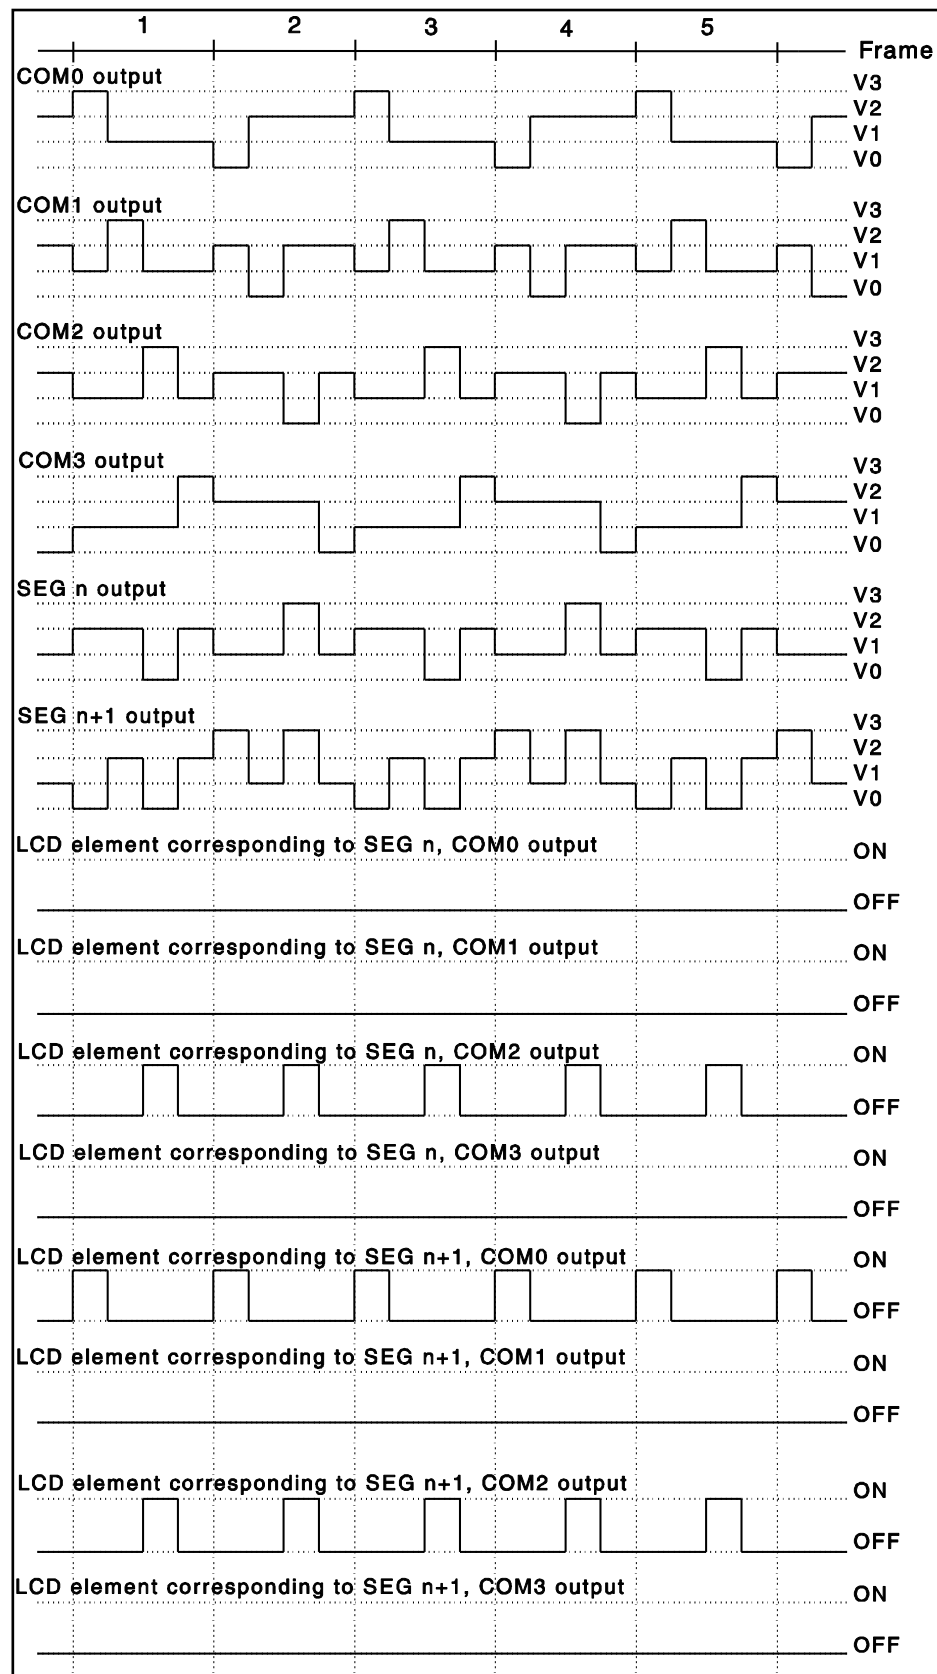 1 2 3 4 5
Frame
COM0 output
V3
V2
V1
V0
COM1 output
V3
V2
V1
V0
COM2 output
V3
V2
V1
V0
COM3 output
V3
V2
V1
V0
SEG n output
V3
V2
V1
V0
SEG n+1 output
V3
V2
V1
V0
LCD element corresponding to SEG n, COM0 output
ON
OFF
LCD element corresponding to SEG n, COM1 output
ON
OFF
LCD element corresponding to SEG n, COM2 output
ON
OFF
LCD element corresponding to SEG n, COM3 output
ON
OFF
LCD element corresponding to SEG n+1, COM0 output
ON
OFF
LCD element corresponding to SEG n+1, COM1 output
ON
OFF
LCD element corresponding to SEG n+1, COM2 output
ON
OFF
LCD element corresponding to SEG n+1, COM3 output
ON
OFF